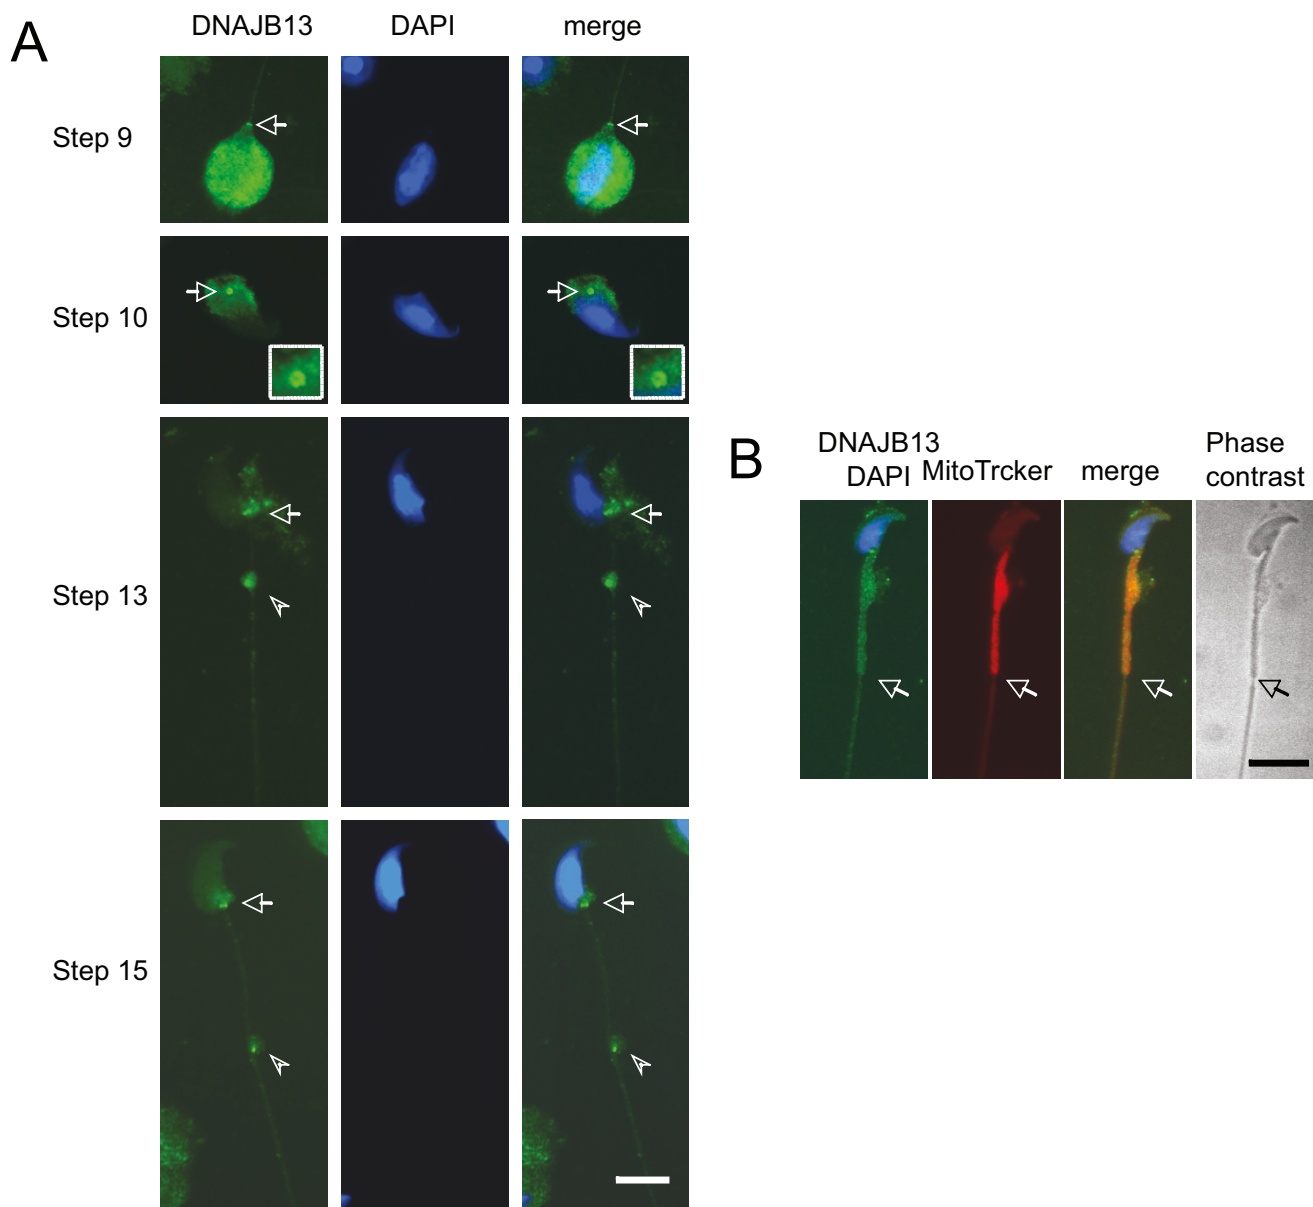 A
DNAJB13 DAPI merge
Step 9
Step 10
Step 13
Step 15
B
DNAJB13
DAPI MitoTrcker merge
Phase
contrast